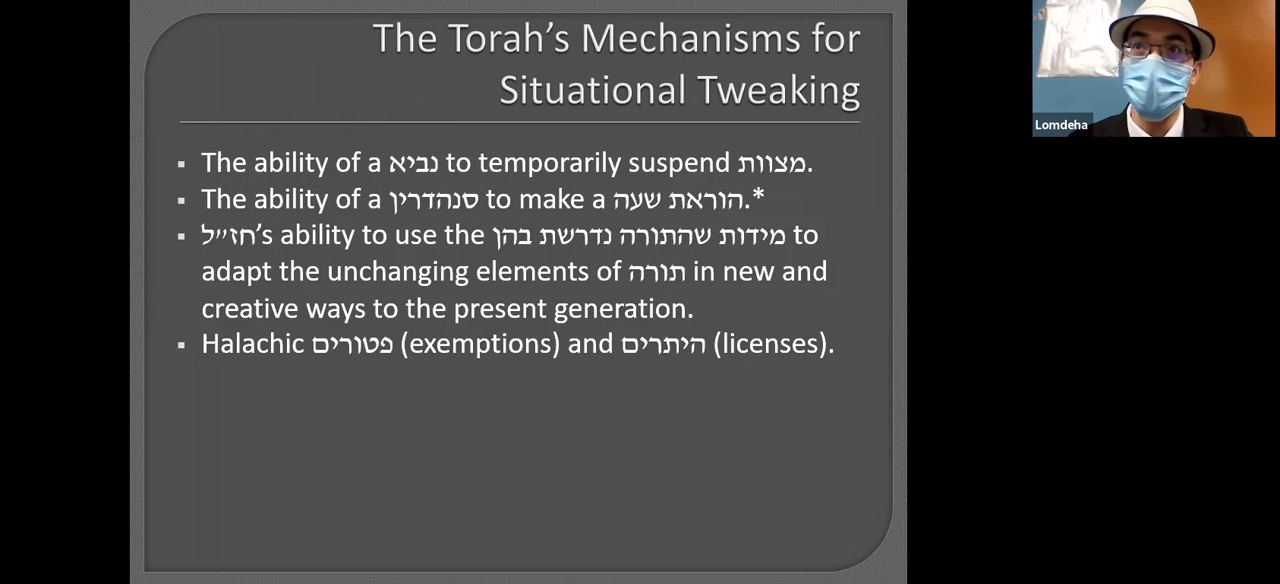 The Torah's Mechanisms for
Situational Tweaking
▪ The ability of a נביא to temporarily suspend מצוות.
▪ The ability of a סנהדרין to make a הוראת שעה.*
▪ חז״ל's ability to use the מידות שהתורה נדרשת בהן to
adapt the unchanging elements of תורה in new and
creative ways to the present generation.
▪ Halachic פטורים (exemptions) and היתרים (licenses).
Lomdeha